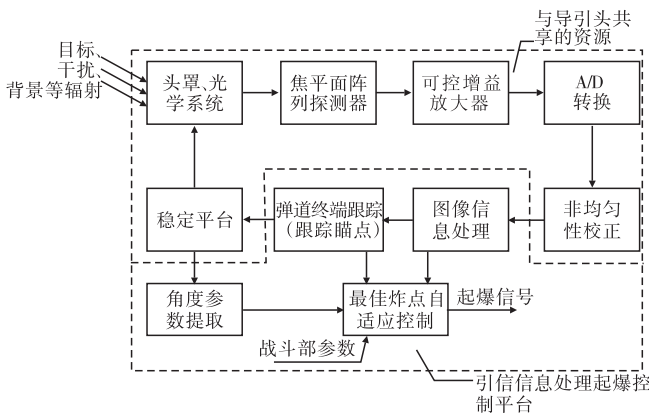 与导引头共
享的资源
目标、
干扰、
背景等辐射
头罩、光
学系统
焦平面阵
列探测器
可控增益
放大器
A/D
转换
稳定平台
弹道终端跟踪
（跟踪瞄点）
图像信
息处理
非均匀
性校正
角度参
数提取
最佳炸点自
适应控制
起爆信号
战斗部参数
引信信息处理起爆控
制平台